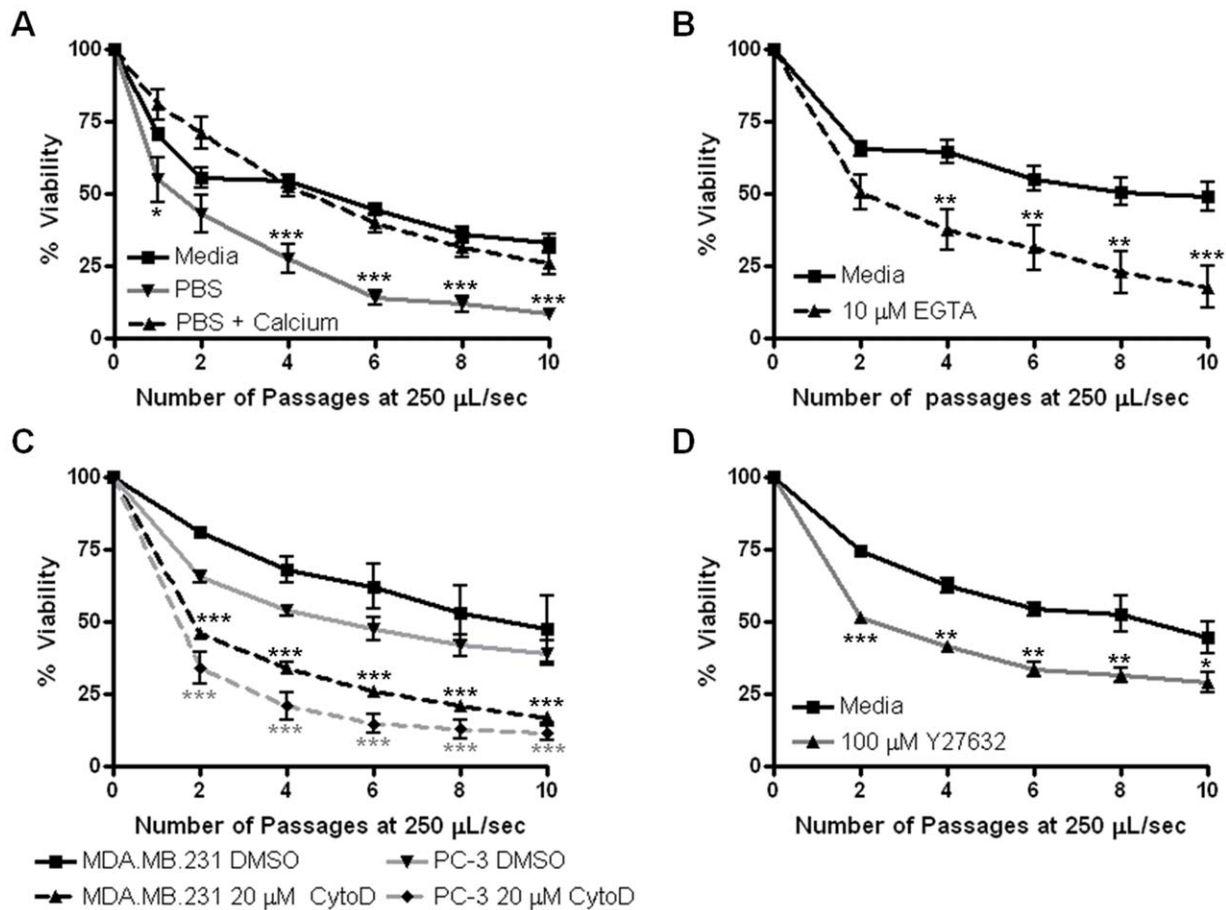 A
B
% Viability
100
75
50
25
0
*
***
***
***
***
Media
PBS
PBS + Calcium
0 2 4 6 8 10
Number of Passages at 250 µL/sec
% Viability
100
75
50
25
0
**
**
**
***
Media
10 µM EGTA
0 2 4 6 8 10
Number of passages at 250 µL/sec
C
D
% Viability
100
75
50
25
0
***
***
***
***
***
***
***
***
***
***
0 2 4 6 8 10
Number of Passages at 250 µL/sec
MDA.MB.231 DMSO
PC-3 DMSO
MDA.MB.231 20 µM CytoD
PC-3 20 µM CytoD
% Viability
100
75
50
25
0
***
**
**
**
*
Media
100 µM Y27632
0 2 4 6 8 10
Number of Passages at 250 µL/sec